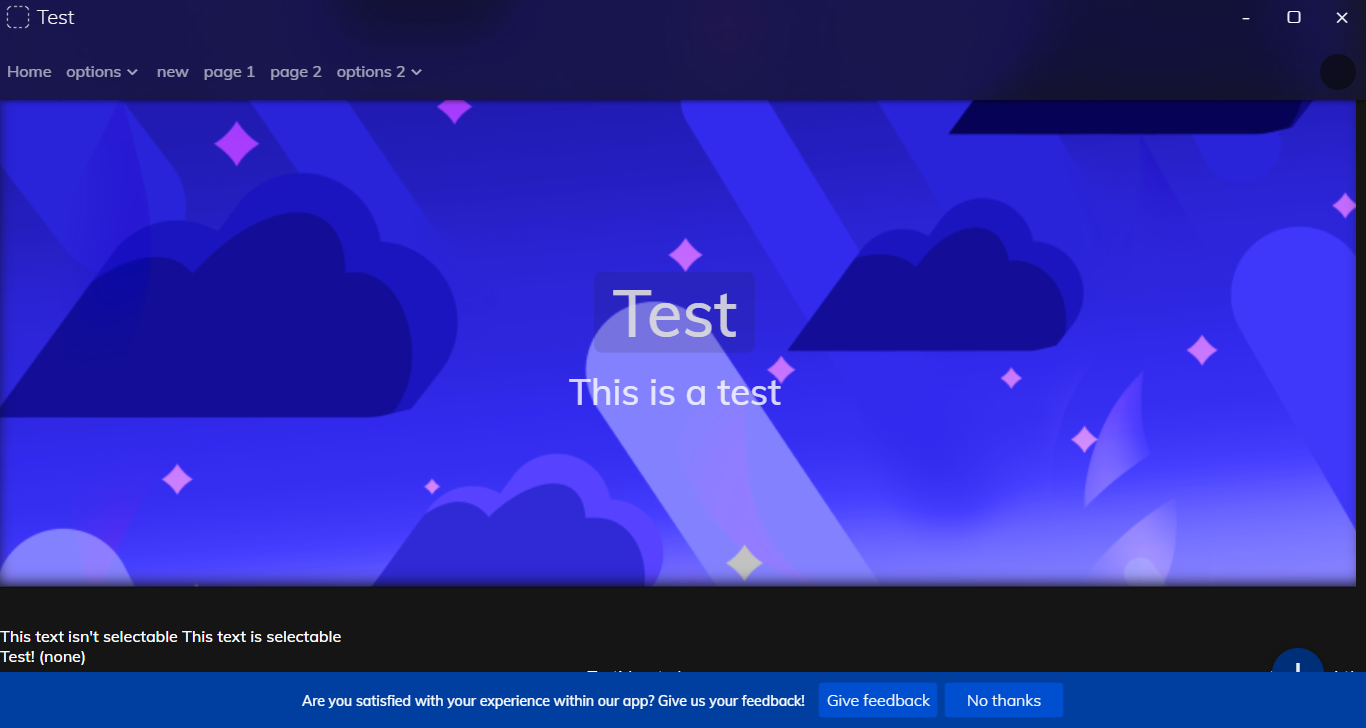 Test
Home options new page 1 page 2 options 2
Test
This is a test
This text isn't selectable This text is selectable
Test! (none)
Are you satisfied with your experience within our app? Give us your feedback! Give feedback No thanks